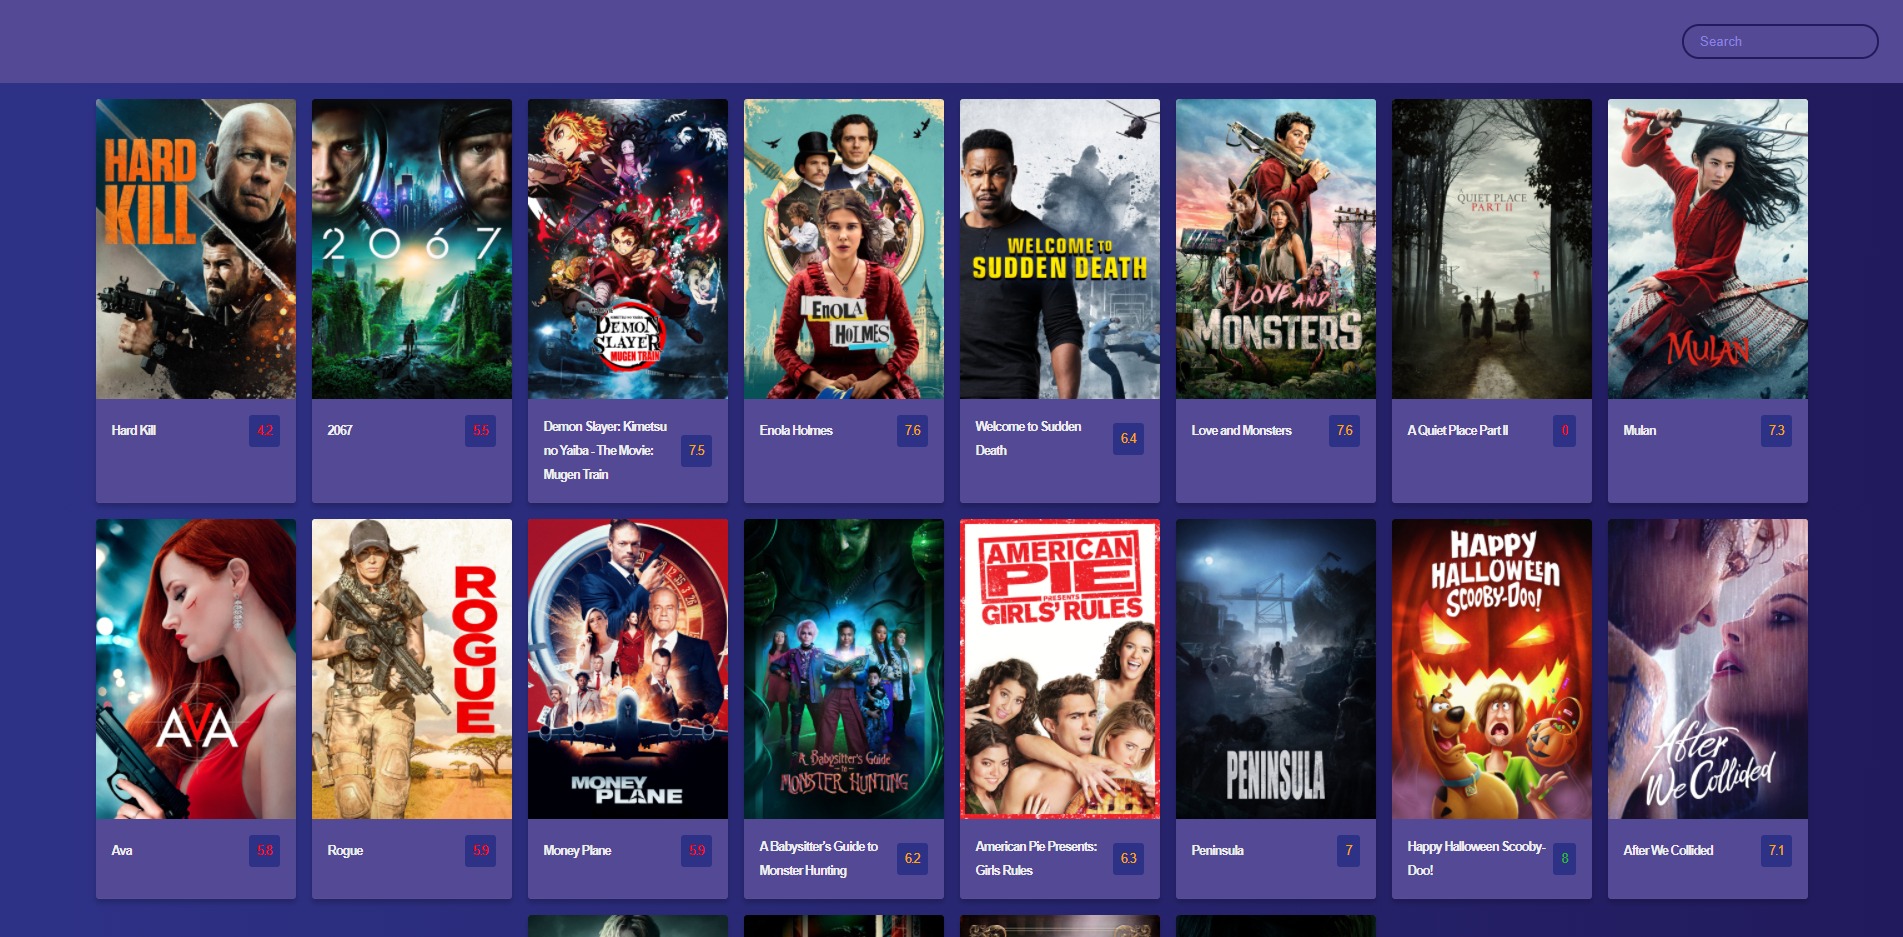 Search
HARD
KILL
2067
KIMETSU NO YAIBA
DEMON
SLAYER
MUGEN TRAIN
ENOLA
HOLMES
WELCOME TO
SUDDEN DEATH
LOVE AND
MONSTERS
A
QUIET PLACE
PART II
MULAN
Hard Kill
4.2
2067
5.5
Demon Slayer: Kimetsu
no Yaiba - The Movie:
Mugen Train
7.5
Enola Holmes
7.6
Welcome to Sudden
Death
6.4
Love and Monsters
7.6
A Quiet Place Part II
0
Mulan
7.3
AVA
ROGUE
MONEY
PLANE
A Babysitter's Guide
to
MONSTER HUNTING
AMERICAN
PIE
PRESENTS
GIRLS' RULES
PENINSULA
HAPPY
HALLOWEEN
SCOOBY-DOO!
After
We Collided
Ava
5.8
Rogue
5.9
Money Plane
5.9
A Babysitter's Guide to
Monster Hunting
6.2
American Pie Presents:
Girls Rules
6.3
Peninsula
7
Happy Halloween Scooby-
Doo!
8
After We Collided
7.1